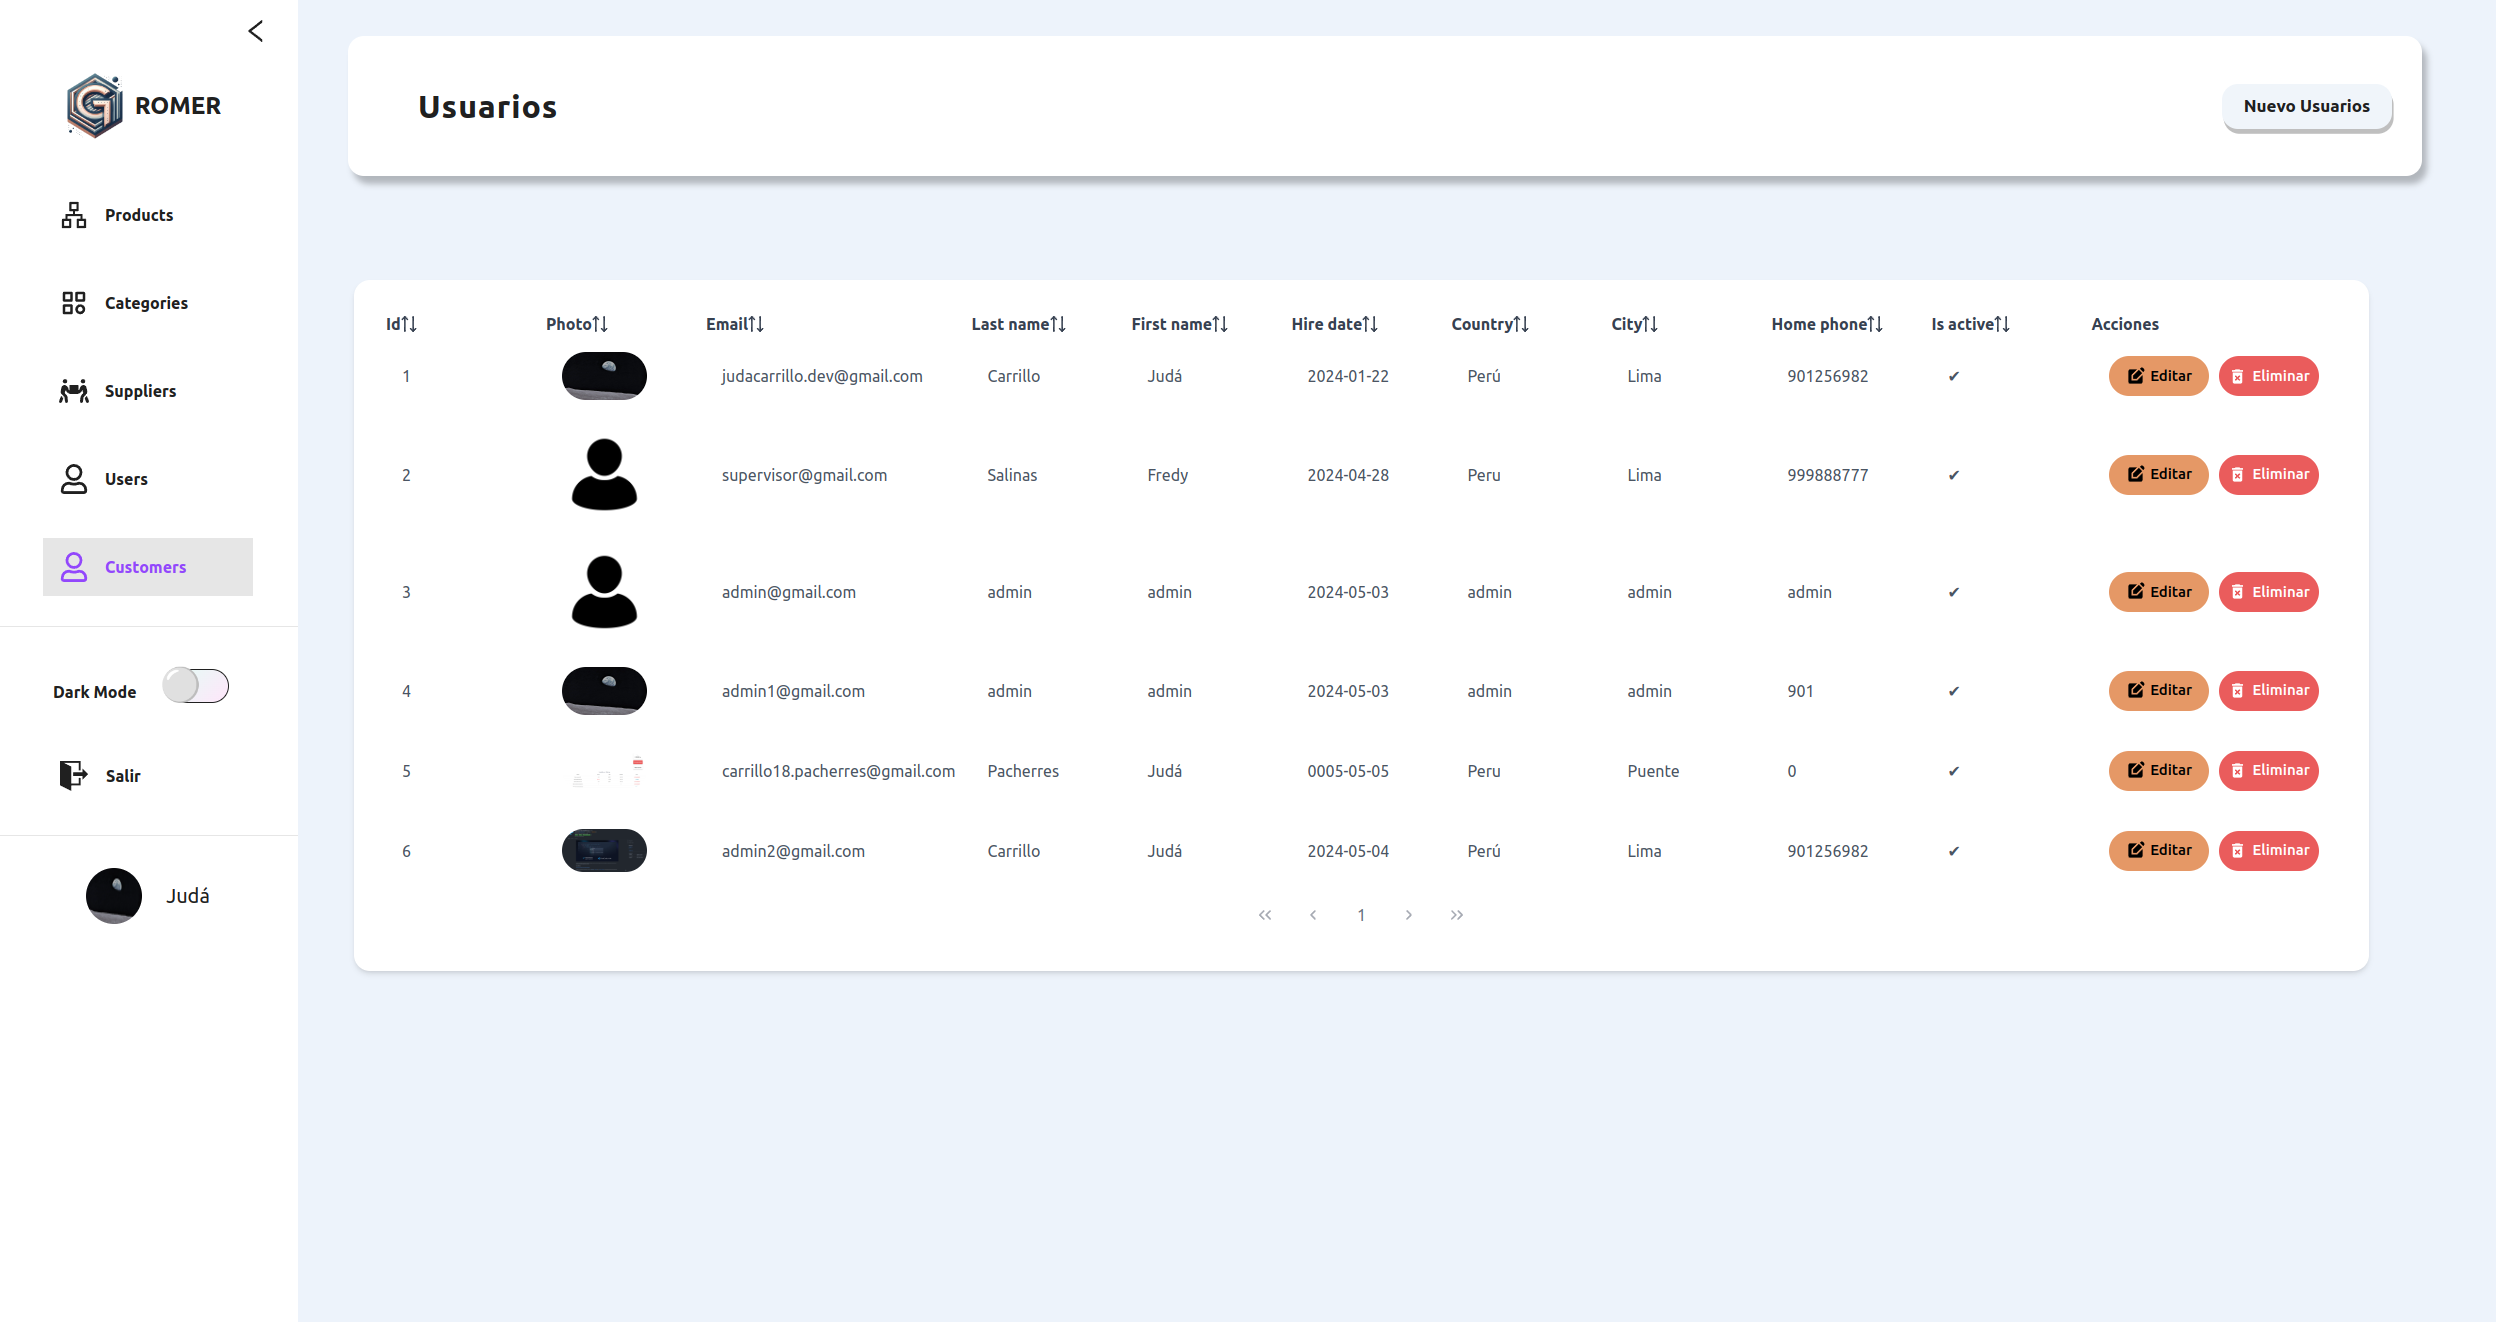 ROMER
Products
Categories
Suppliers
Users
Customers
Dark Mode
Salir
Judá
Usuarios
Nuevo Usuarios
Id Photo Email Last name First name Hire date Country City Home phone Is active Acciones
1 judacarrillo.dev@gmail.com Carrillo Judá 2024-01-22 Perú Lima 901256982 ✔ Editar Eliminar
2 supervisor@gmail.com Salinas Fredy 2024-04-28 Peru Lima 999888777 ✔ Editar Eliminar
3 admin@gmail.com admin admin 2024-05-03 admin admin admin ✔ Editar Eliminar
4 admin1@gmail.com admin admin 2024-05-03 admin admin 901 ✔ Editar Eliminar
5 carrillo18.pacherres@gmail.com Pacherres Judá 0005-05-05 Peru Puente 0 ✔ Editar Eliminar
6 admin2@gmail.com Carrillo Judá 2024-05-04 Perú Lima 901256982 ✔ Editar Eliminar
« ‹ 1 › »